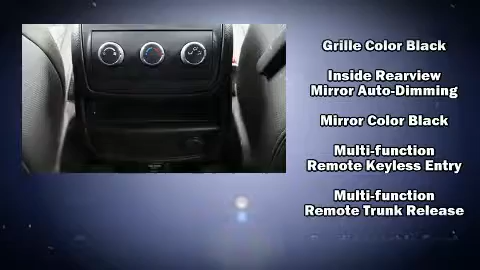 Grille Color Black
Inside Rearview
Mirror Auto-Dimming
Mirror Color Black
Multi-function
Remote Keyless Entry
Multi-function
Remote Trunk Release